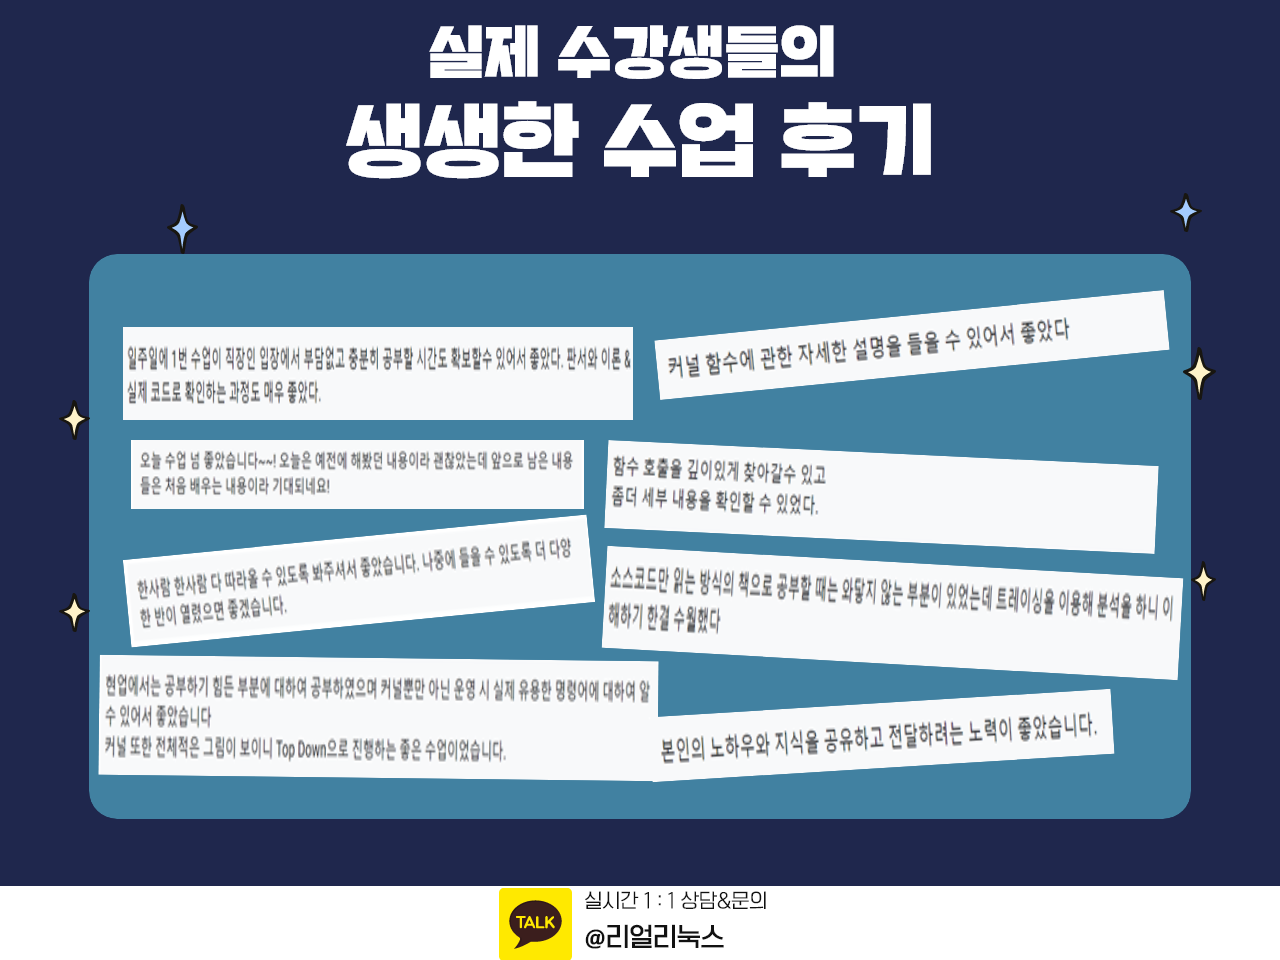 실제 수강생들의
생생한 수업 후기
일주일에 1번 수업이 직장인 입장에서 부담없고 충분히 공부할 시간도 확보할수 있어서 좋았다. 판서와 이론 &
실제 코드로 확인하는 과정도 매우 좋았다.
커널 함수에 관한 자세한 설명을 들을 수 있어서 좋았다
오늘 수업 넘 좋았습니다~~! 오늘은 예전에 해봤던 내용이라 괜찮았는데 앞으로 남은 내용
들은 처음 배우는 내용이라 기대되네요!
함수 호출을 깊이있게 찾아갈수 있고
좀더 세부 내용을 확인할 수 있었다.
한사람 한사람 다 따라올 수 있도록 봐주셔서 좋았습니다. 나중에 들을 수 있도록 더 다양
한 반이 열렸으면 좋겠습니다.
소스코드만 읽는 방식의 책으로 공부할 때는 와닿지 않는 부분이 있었는데 트레이싱을 이용해 분석을 하니 이
해하기 한결 수월했다
현업에서는 공부하기 힘든 부분에 대하여 공부하였으며 커널뿐만 아닌 운영 시 실제 유용한 명령어에 대하여 알
수 있어서 좋았습니다
커널 또한 전체적은 그림이 보이니 Top Down으로 진행하는 좋은 수업이었습니다.
본인의 노하우와 지식을 공유하고 전달하려는 노력이 좋았습니다.
TALK
실시간 1 : 1 상담&문의
@리얼리눅스